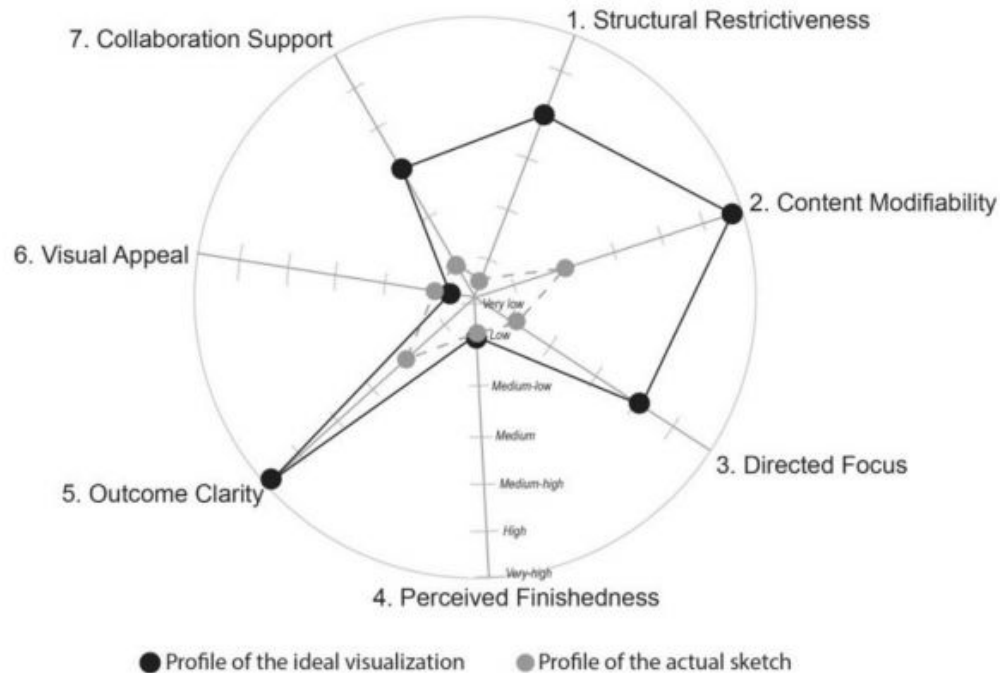 1. Structural Restrictiveness
7. Collaboration Support
2. Content Modifiability
6. Visual Appeal
Very low
Low
Medium-low
Medium
3. Directed Focus
Medium-high
5. Outcome Clarity
High
Very-high
4. Perceived Finishedness
Profile of the ideal visualization
Profile of the actual sketch